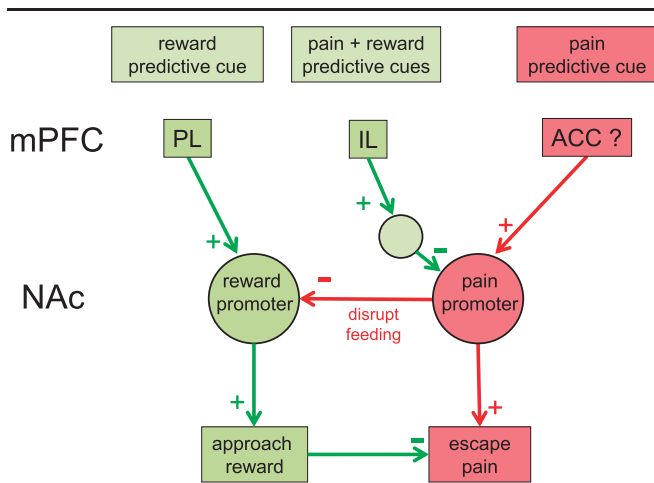 reward
predictive cue
pain + reward
predictive cues
pain
predictive cue
mPFC
PL
IL
ACC ?
+
+
+
-
NAc
reward
promoter
-
disrupt
feeding
pain
promoter
+
+
approach
reward
-
escape
pain